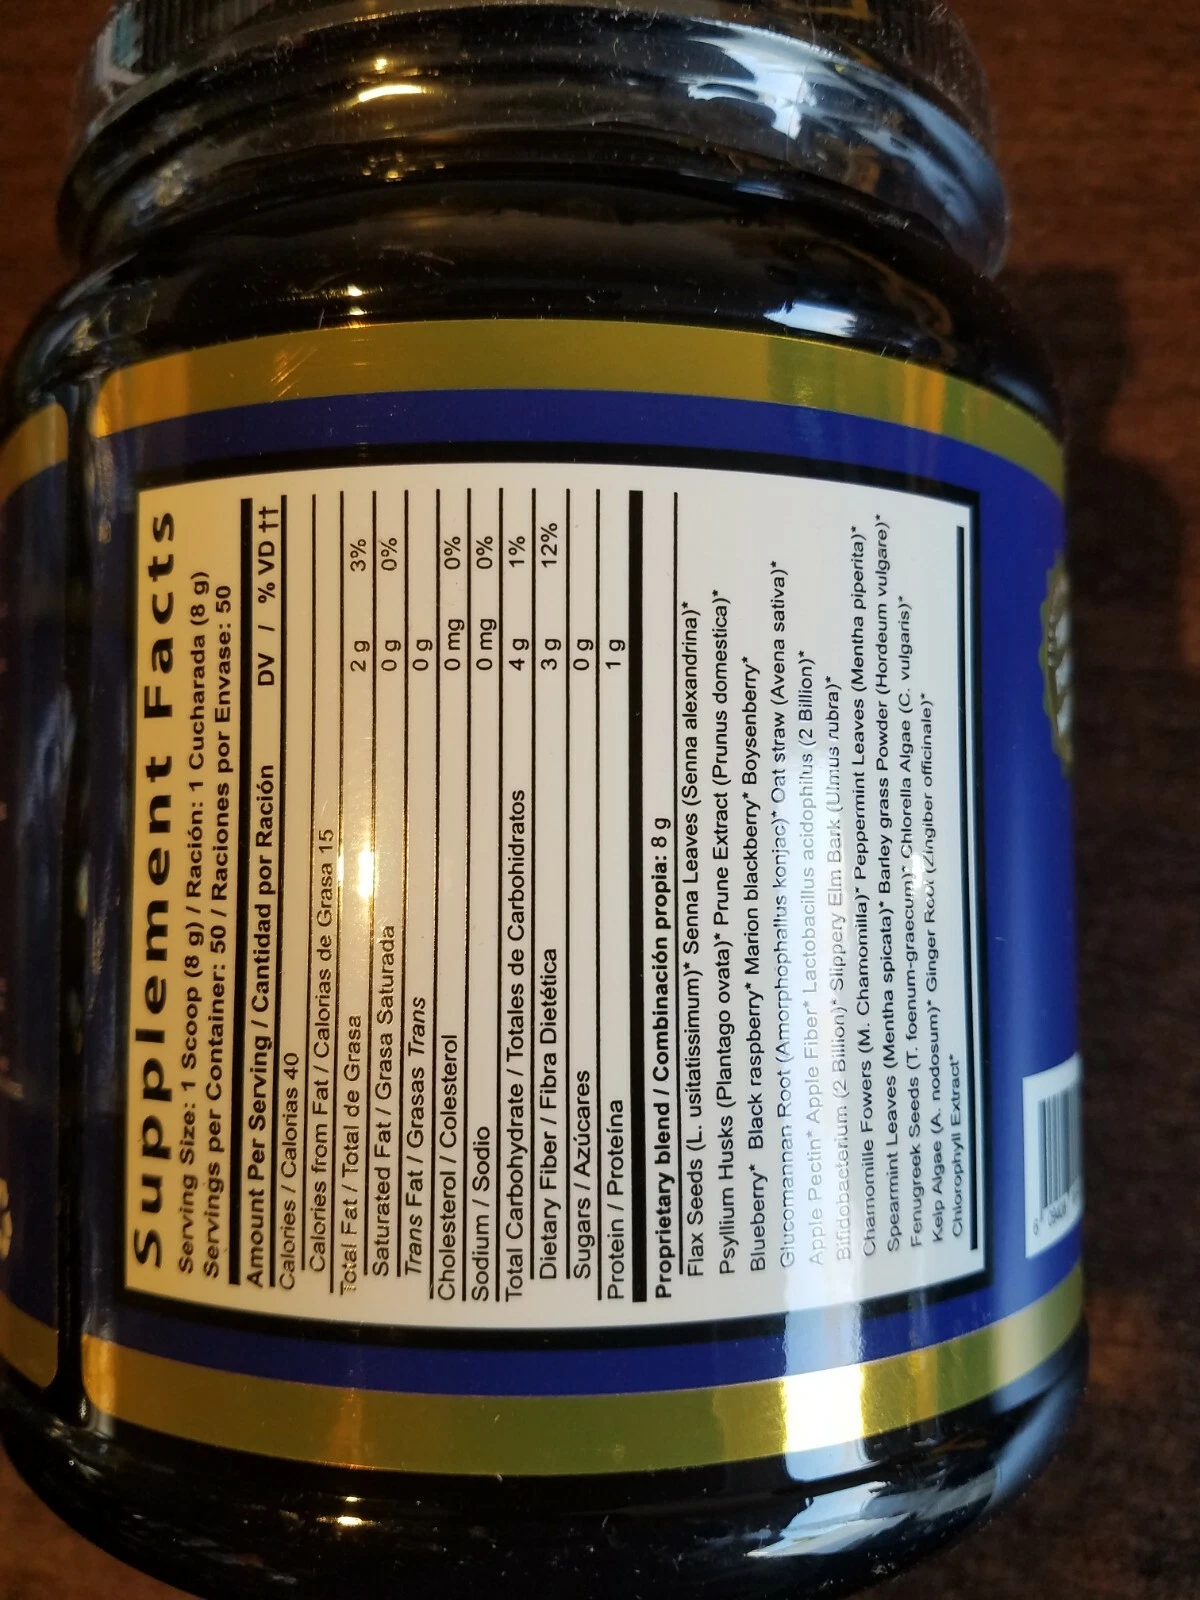 Supplement Facts
Serving Size: 1 Scoop (8 g) / Ración: 1 Cucharada (8 g)
Servings per Container: 50 / Raciones por Envase: 50
Amount Per Serving / Cantidad por Ración DV / % VD ††
Calories / Calorias 40
Calories from Fat / Calorias de Grasa 15
Total Fat / Total de Grasa 2 g 3%
Saturated Fat / Grasa Saturada 0 g 0%
Trans Fat / Grasas Trans 0 g
Cholesterol / Colesterol 0 mg 0%
Sodium / Sodio 0 mg 0%
Total Carbohydrate / Totales de Carbohidratos 4 g 1%
Dietary Fiber / Fibra Dietética 3 g 12%
Sugars / Azúcares 0 g
Protein / Proteina 1 g
Proprietary blend / Combinación propia: 8 g
Flax Seeds (L. usitatissimum)* Senna Leaves (Senna alexandrina)*
Psyllium Husks (Plantago ovata)* Prune Extract (Prunus domestica)*
Blueberry* Black raspberry* Marion blackberry* Boysenberry*
Glucomannan Root (Amorphophallus konjac)* Oat straw (Avena sativa)*
Apple Pectin* Apple Fiber* Lactobacillus acidophilus (2 Billion)*
Bifidobacterium (2 Billion)* Slippery Elm Bark (Ulmus rubra)*
Chamomille Flowers (M. Chamomilla)* Peppermint Leaves (Mentha piperita)*
Spearmint Leaves (Mentha spicata)* Barley grass Powder (Hordeum vulgare)*
Fenugreek Seeds (T. foenum-graecum)* Chlorella Algae (C. vulgaris)*
Kelp Algae (A. nodosum)* Ginger Root (Zingiber officinale)*
Chlorophyll Extract*